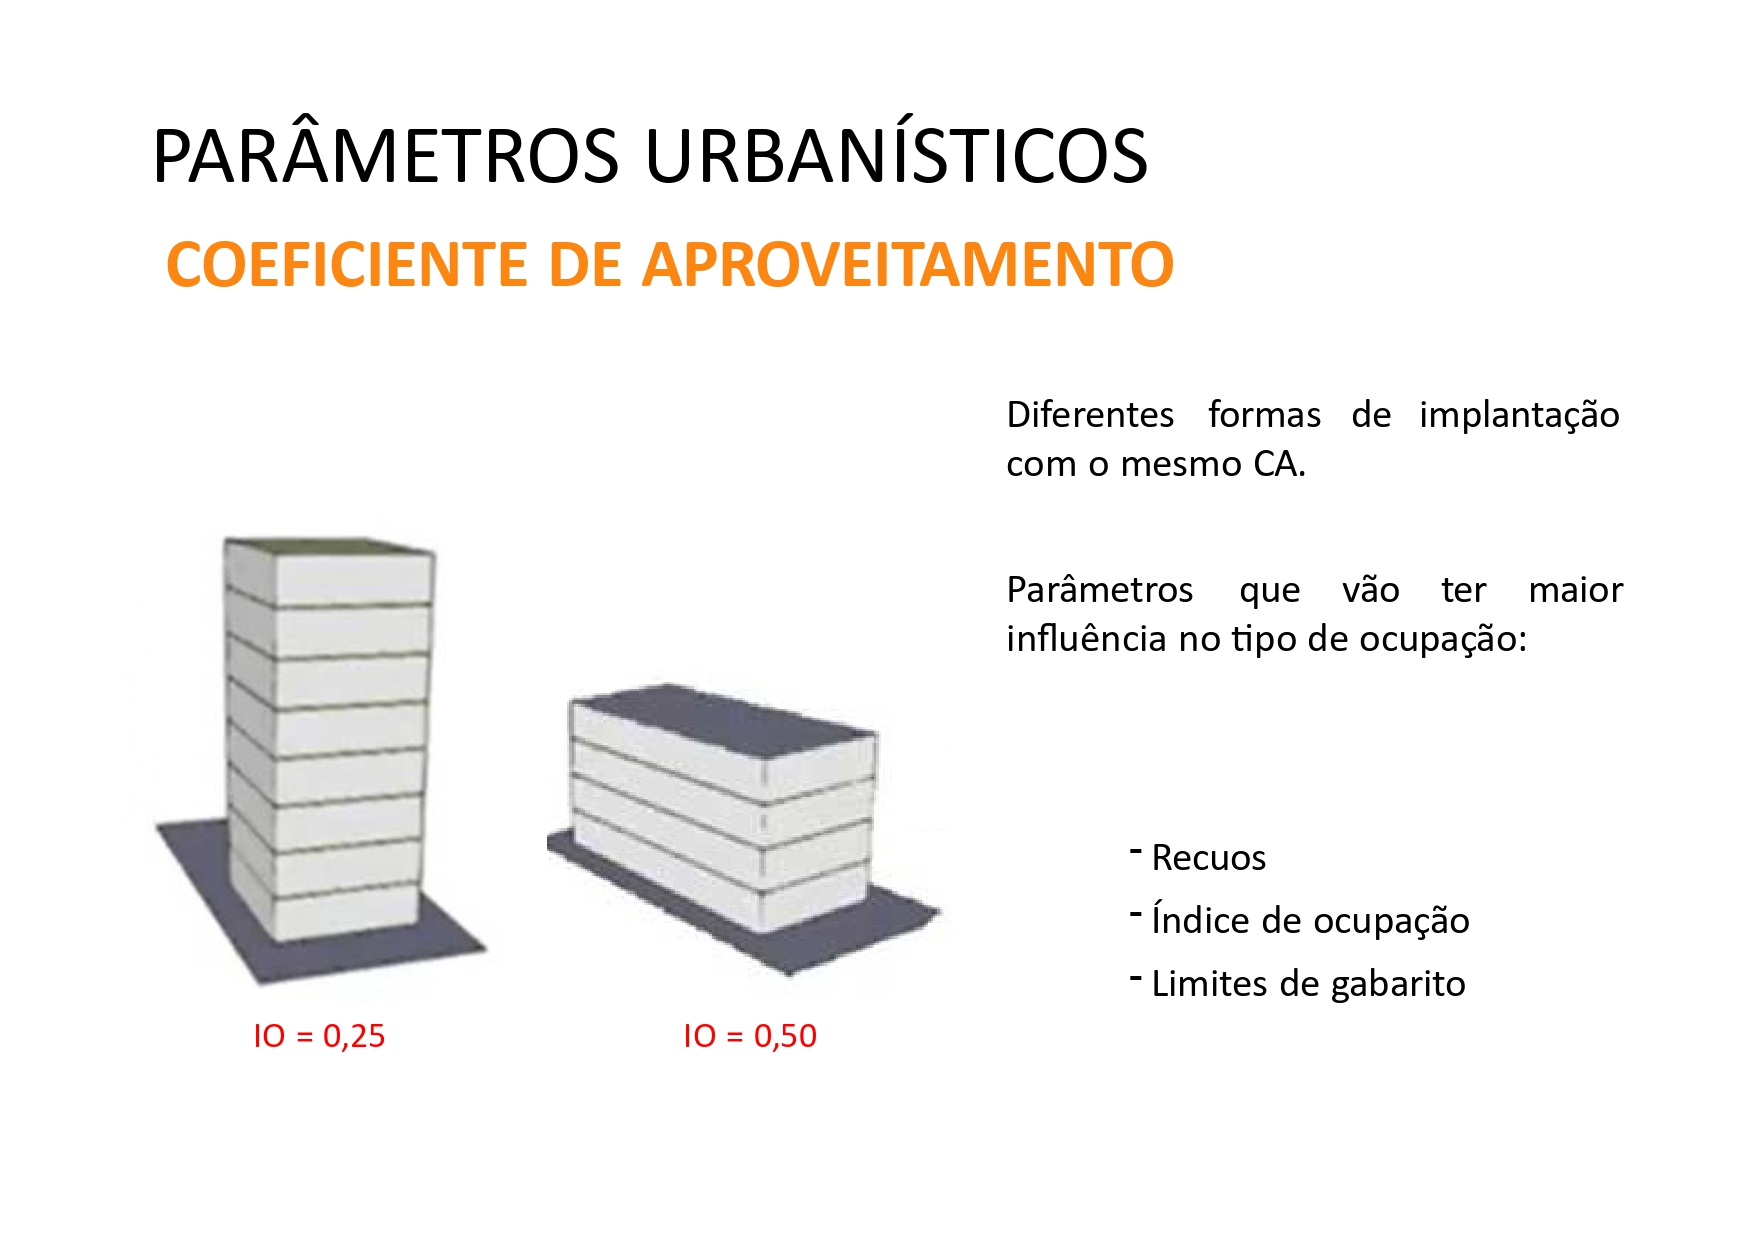 PARÂMETROS URBANÍSTICOS
COEFICIENTE DE APROVEITAMENTO
Diferentes formas de implantação
com o mesmo CA.
Parâmetros que vão ter maior
influência no tipo de ocupação:
- Recuos
- Índice de ocupação
- Limites de gabarito
IO = 0,25
IO = 0,50